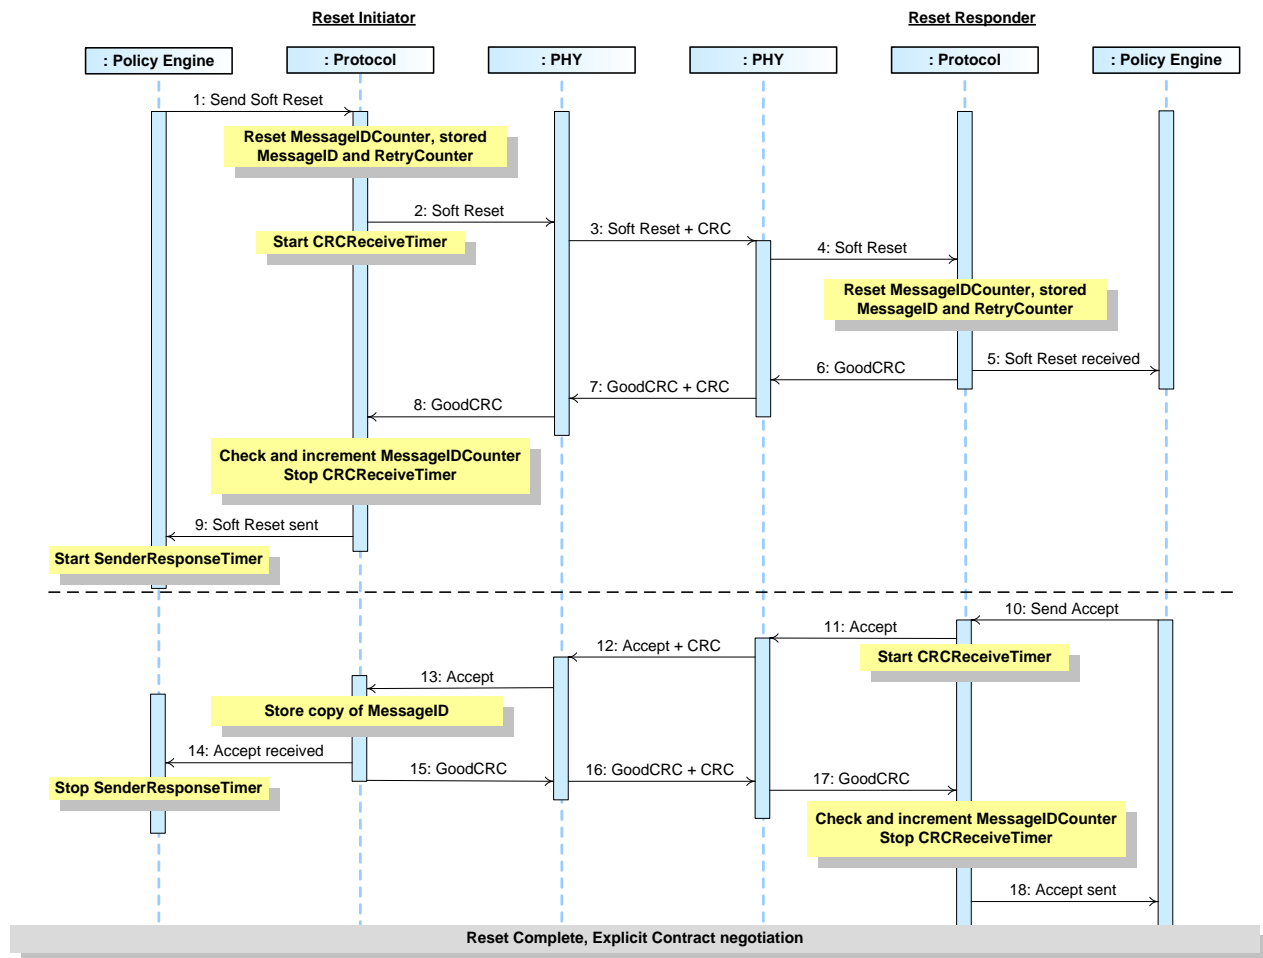 Reset Initiator
Reset Responder
: Policy Engine
: Protocol
: PHY
: PHY
: Protocol
: Policy Engine
1: Send Soft Reset
Reset MessageIDCounter, stored
MessageID and RetryCounter
2: Soft Reset
Start CRCReceiveTimer
3: Soft Reset + CRC
4: Soft Reset
Reset MessageIDCounter, stored
MessageID and RetryCounter
5: Soft Reset received
6: GoodCRC
7: GoodCRC + CRC
8: GoodCRC
Check and increment MessageIDCounter
Stop CRCReceiveTimer
9: Soft Reset sent
Start SenderResponseTimer
10: Send Accept
11: Accept
Start CRCReceiveTimer
12: Accept + CRC
13: Accept
Store copy of MessageID
14: Accept received
Stop SenderResponseTimer
15: GoodCRC
16: GoodCRC + CRC
17: GoodCRC
Check and increment MessageIDCounter
Stop CRCReceiveTimer
18: Accept sent
Reset Complete, Explicit Contract negotiation